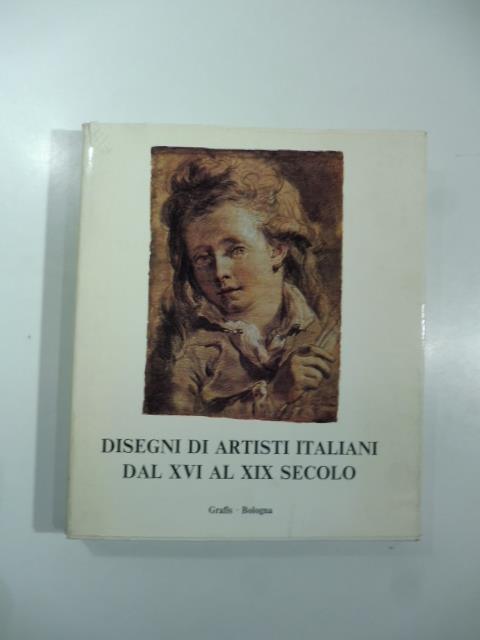 DISEGNI DI ARTISTI ITALIANI
DAL XVI AL XIX SECOLO
Grafis - Bologna